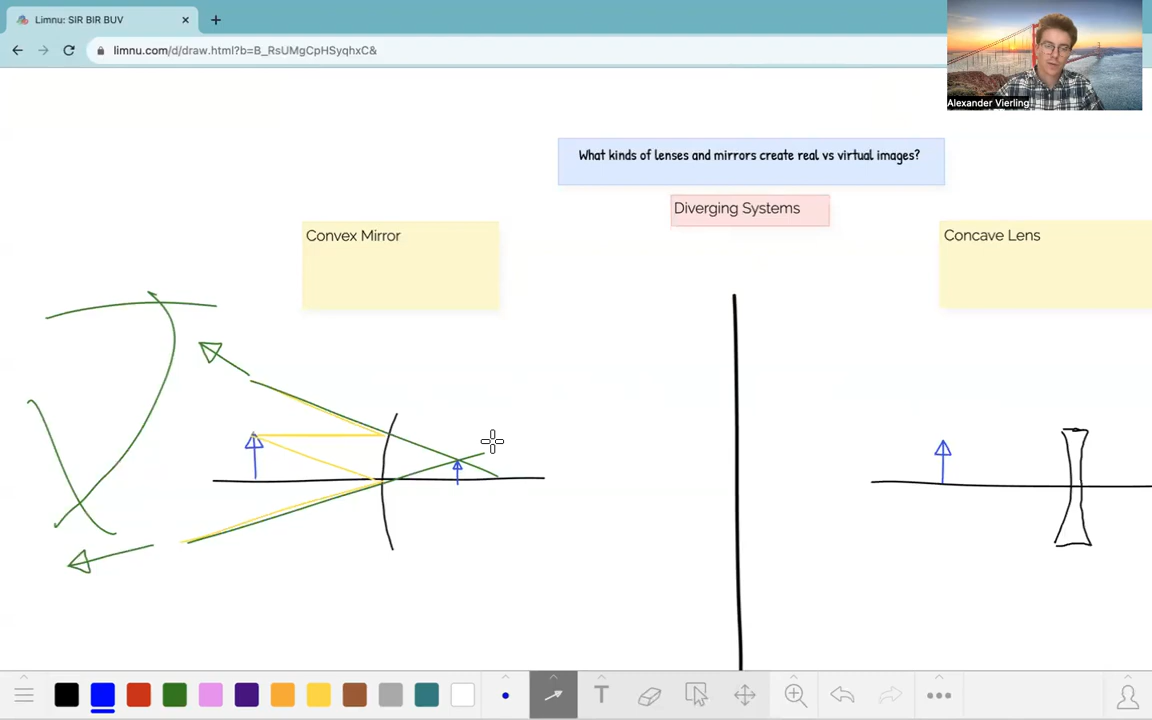 Limnu: SIR BIR BUV
limnu.com/d/draw.html?b=B_RsUMgCpHSyqhxC&
Alexander Vierling
What kinds of lenses and mirrors create real vs virtual images?
Diverging Systems
Convex Mirror
Concave Lens
T